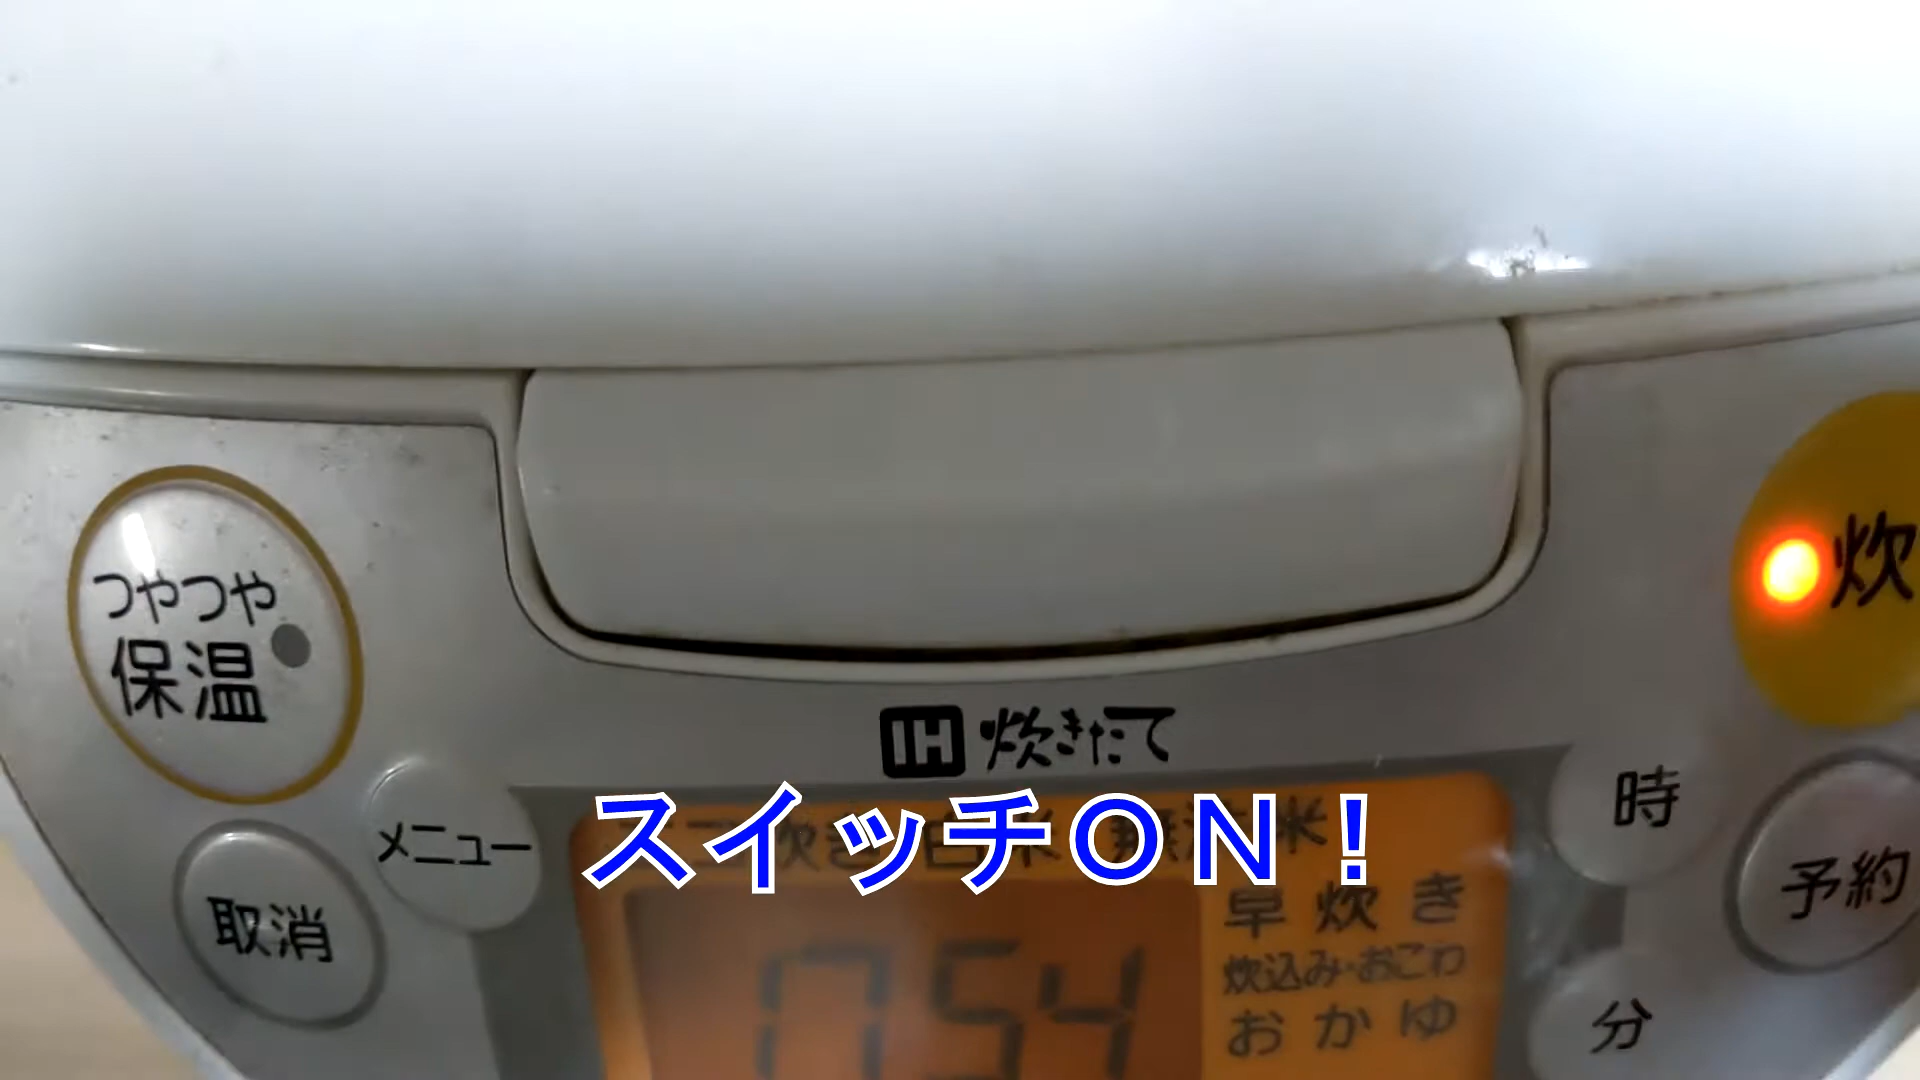 つやつや
保温
炊
IH 炊きたて
メニュー
時
取消
予約
スイッチON！
早炊き
炊込み・おこわ
おかゆ
分